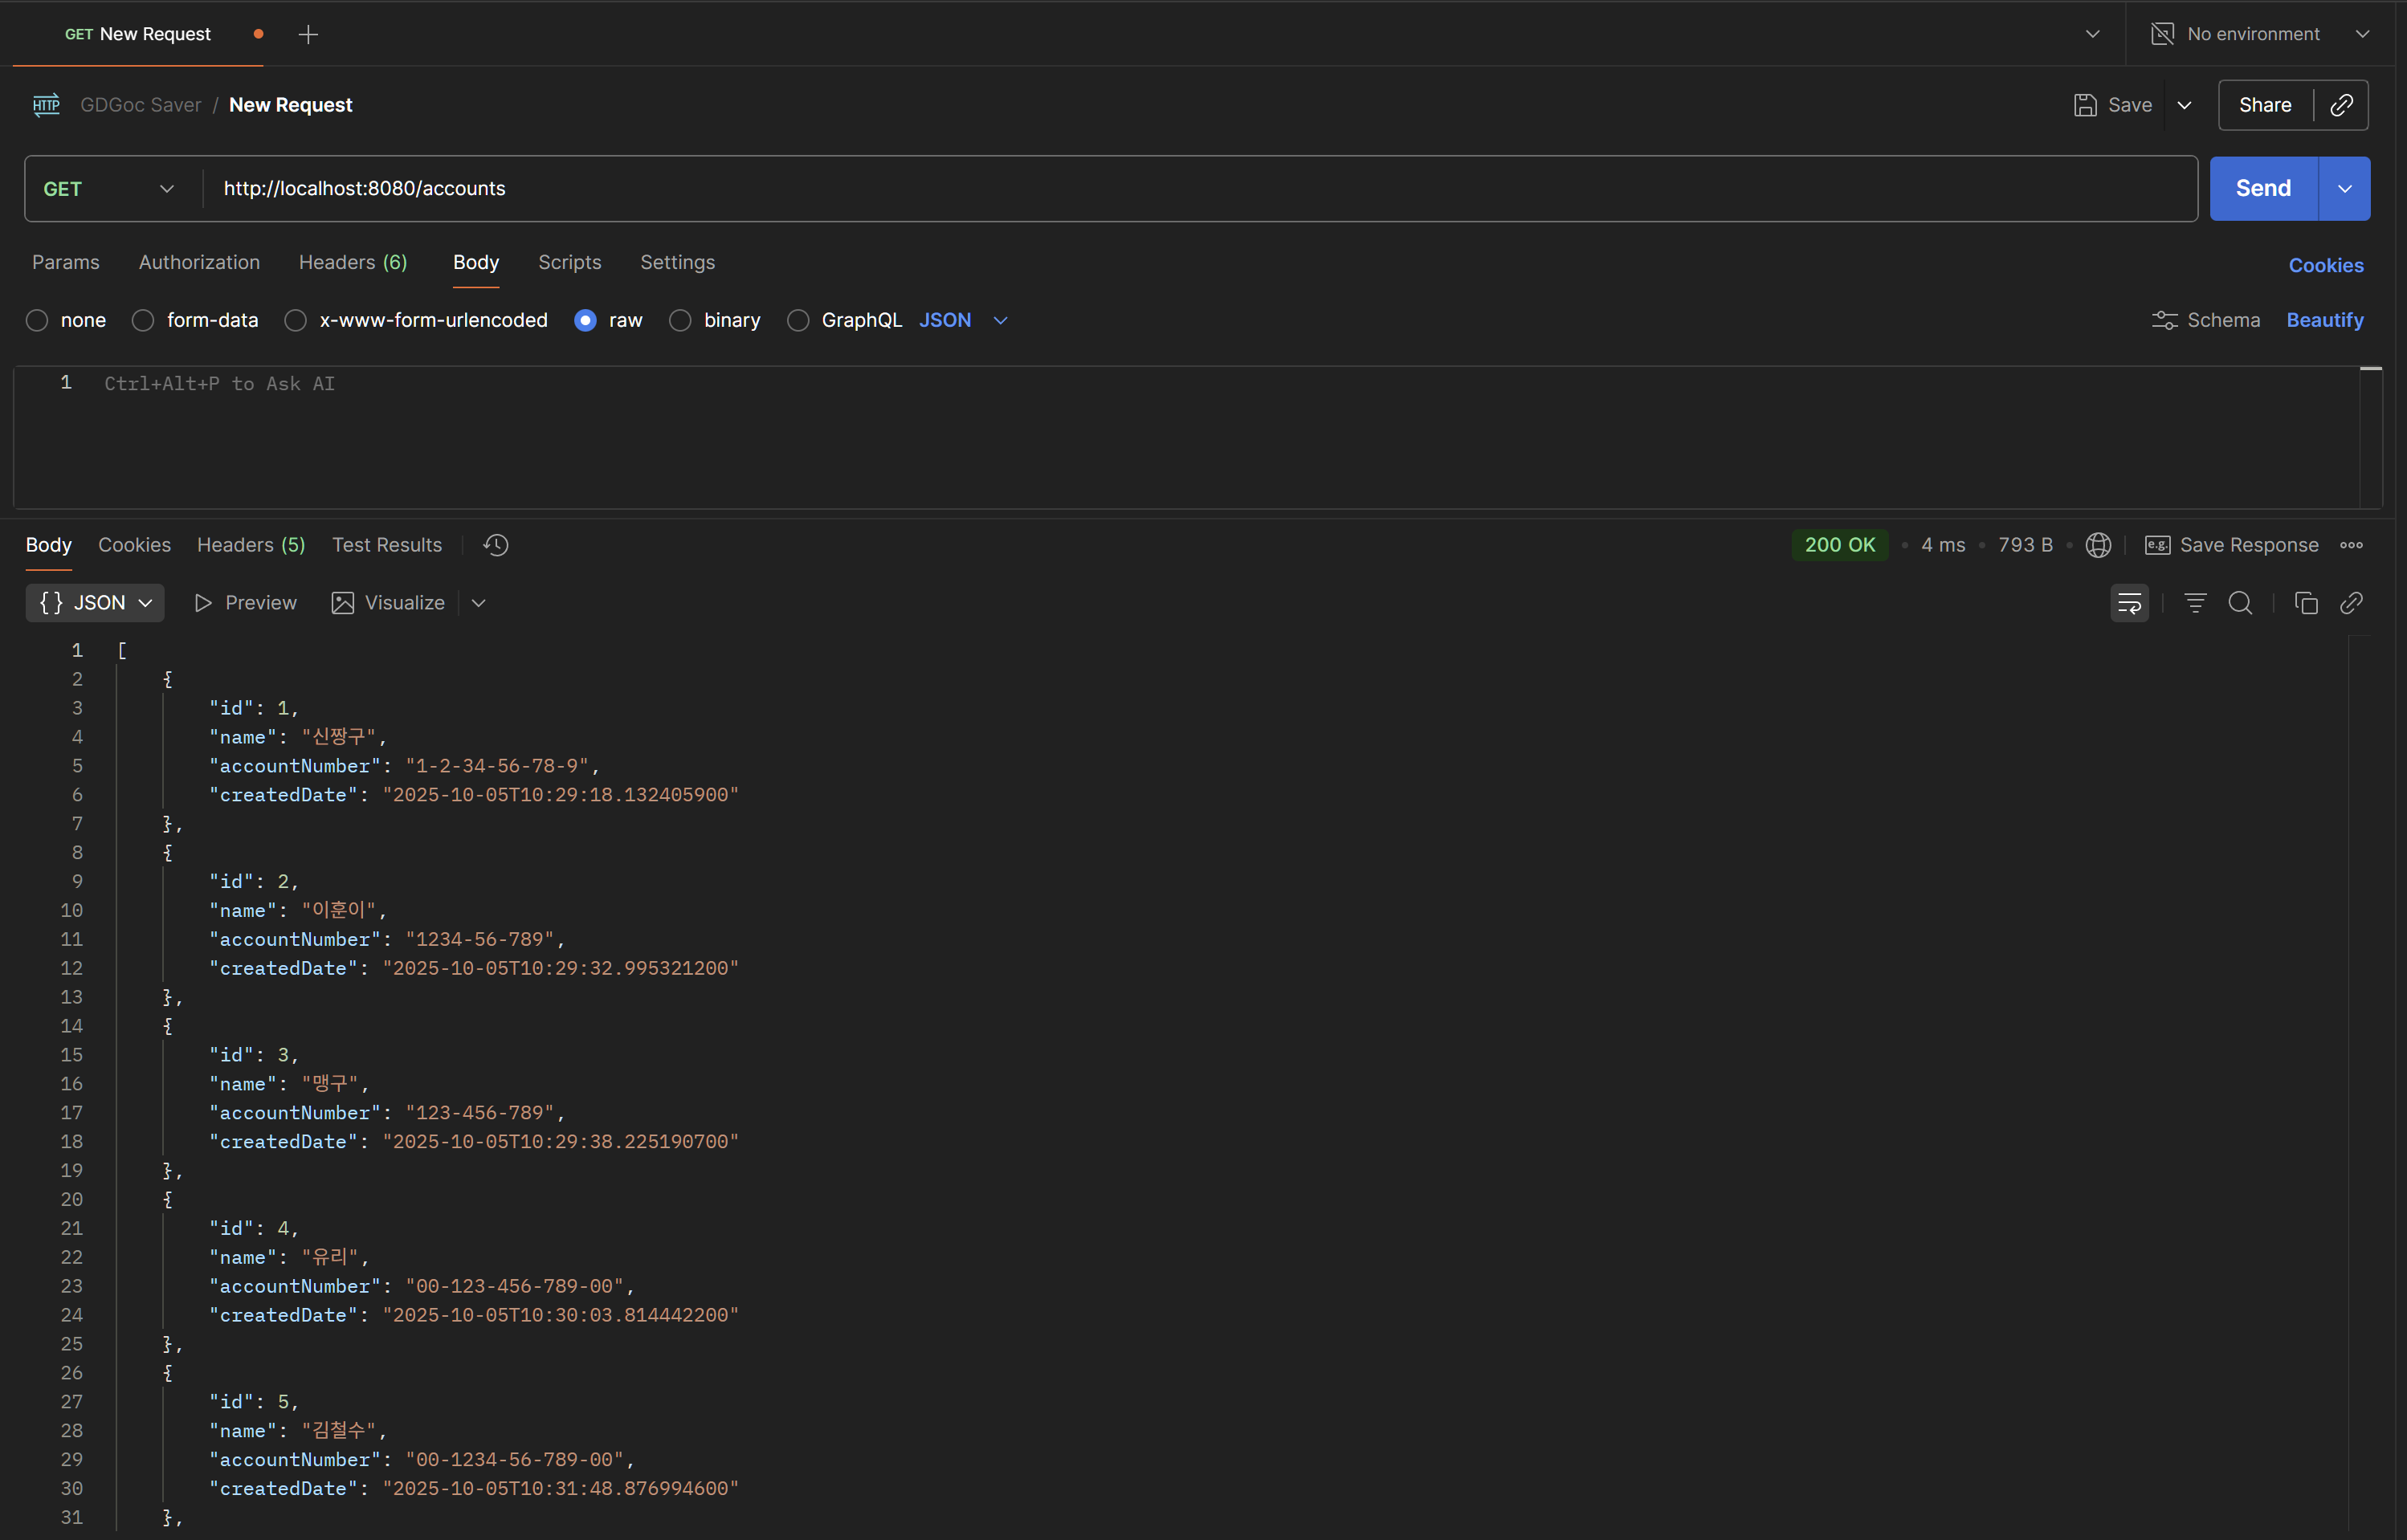 GET New Request
No environment
HTTP GDGoc Saver / New Request
Save
Share
GET http://localhost:8080/accounts
Send
Params Authorization Headers (6) Body Scripts Settings
Cookies
none form-data x-www-form-urlencoded raw binary GraphQL JSON
Schema Beautify
1 Ctrl+Alt+P to Ask AI
Body Cookies Headers (5) Test Results
200 OK • 4 ms • 793 B • e.g. Save Response
{} JSON Preview Visualize
1 [
2 {
3 "id": 1,
4 "name": "신짱구",
5 "accountNumber": "1-2-34-56-78-9",
6 "createdDate": "2025-10-05T10:29:18.132405900"
7 },
8 {
9 "id": 2,
10 "name": "이훈이",
11 "accountNumber": "1234-56-789",
12 "createdDate": "2025-10-05T10:29:32.995321200"
13 },
14 {
15 "id": 3,
16 "name": "맹구",
17 "accountNumber": "123-456-789",
18 "createdDate": "2025-10-05T10:29:38.225190700"
19 },
20 {
21 "id": 4,
22 "name": "유리",
23 "accountNumber": "00-123-456-789-00",
24 "createdDate": "2025-10-05T10:30:03.814442200"
25 },
26 {
27 "id": 5,
28 "name": "김철수",
29 "accountNumber": "00-1234-56-789-00",
30 "createdDate": "2025-10-05T10:31:48.876994600"
31 },